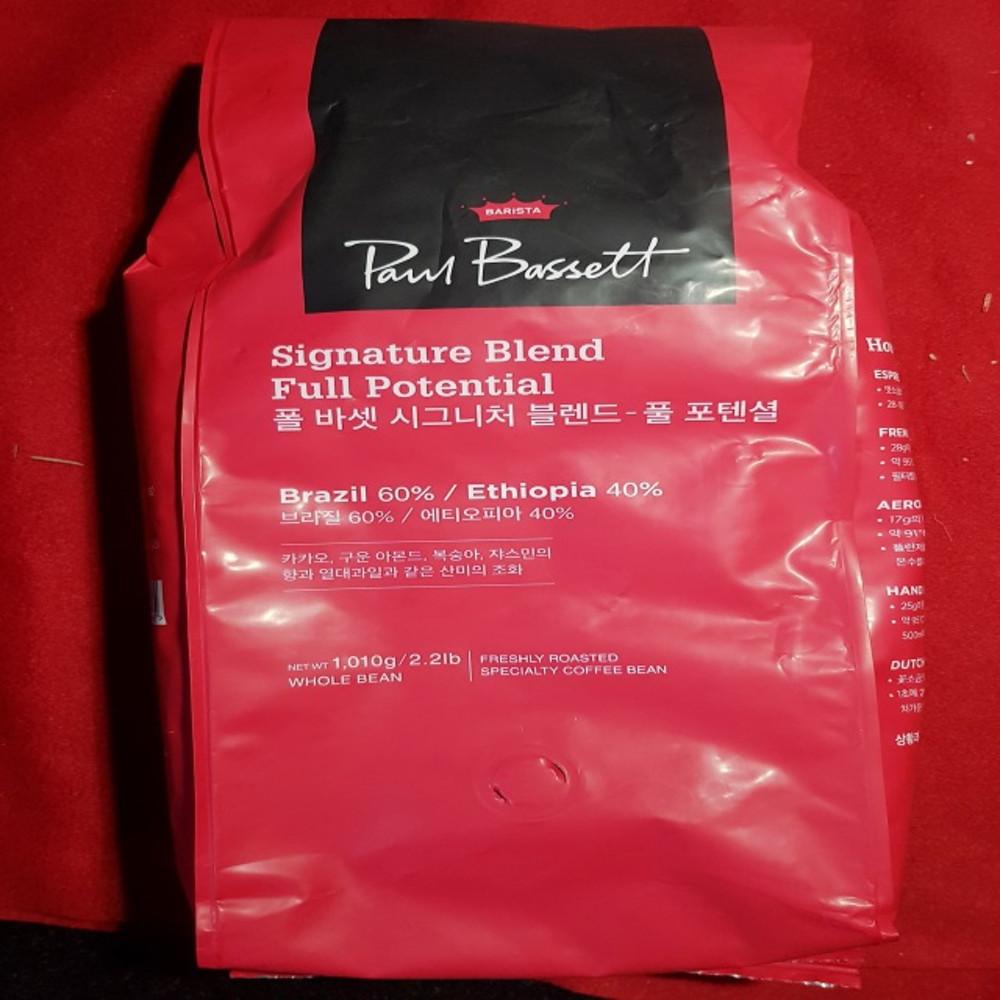 BARISTA
Paul Bassett
Signature Blend
Full Potential
폴 바셋 시그니처 블렌드 - 풀 포텐셜
Brazil 60% / Ethiopia 40%
브라질 60% / 에티오피아 40%
카카오, 구운 아몬드, 복숭아, 쟈스민의
향과 열대과일과 같은 산미의 조화
NET WT 1,010g/2.2lb
WHOLE BEAN
FRESHLY ROASTED
SPECIALTY COFFEE BEAN